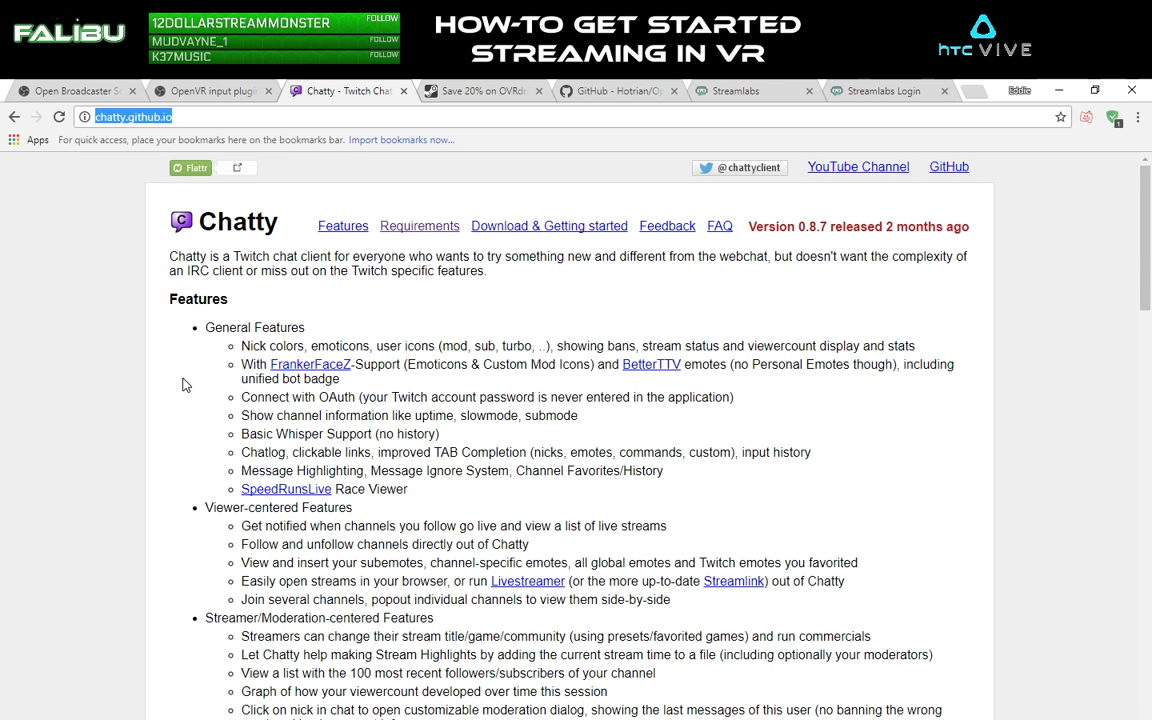 FALIBU
12DOLLARSTREAMMONSTER FOLLOW
MUDVAYNE_1 FOLLOW
K37MUSIC FOLLOW
HOW-TO GET STARTED
STREAMING IN VR
htc VIVE
Open Broadcaster S
OpenVR input plugin
Chatty - Twitch Chat
Save 20% on OVRdr
GitHub - Hotrian/Op
Streamlabs
Streamlabs Login
Eddie
chatty.github.io
1
Apps For quick access, place your bookmarks here on the bookmarks bar. Import bookmarks now...
Flattr
@chattyclient YouTube Channel GitHub
C Chatty Features Requirements Download & Getting started Feedback FAQ Version 0.8.7 released 2 months ago
Chatty is a Twitch chat client for everyone who wants to try something new and different from the webchat, but doesn't want the complexity of
an IRC client or miss out on the Twitch specific features.
Features
General Features
Nick colors, emoticons, user icons (mod, sub, turbo, ..), showing bans, stream status and viewercount display and stats
With FrankerFaceZ-Support (Emoticons & Custom Mod Icons) and BetterTTV emotes (no Personal Emotes though), including
unified bot badge
Connect with OAuth (your Twitch account password is never entered in the application)
Show channel information like uptime, slowmode, submode
Basic Whisper Support (no history)
Chatlog, clickable links, improved TAB Completion (nicks, emotes, commands, custom), input history
Message Highlighting, Message Ignore System, Channel Favorites/History
SpeedRunsLive Race Viewer
Viewer-centered Features
Get notified when channels you follow go live and view a list of live streams
Follow and unfollow channels directly out of Chatty
View and insert your subemotes, channel-specific emotes, all global emotes and Twitch emotes you favorited
Easily open streams in your browser, or run Livestreamer (or the more up-to-date Streamlink) out of Chatty
Join several channels, popout individual channels to view them side-by-side
Streamer/Moderation-centered Features
Streamers can change their stream title/game/community (using presets/favorited games) and run commercials
Let Chatty help making Stream Highlights by adding the current stream time to a file (including optionally your moderators)
View a list with the 100 most recent followers/subscribers of your channel
Graph of how your viewercount developed over time this session
Click on nick in chat to open customizable moderation dialog, showing the last messages of this user (no banning the wrong